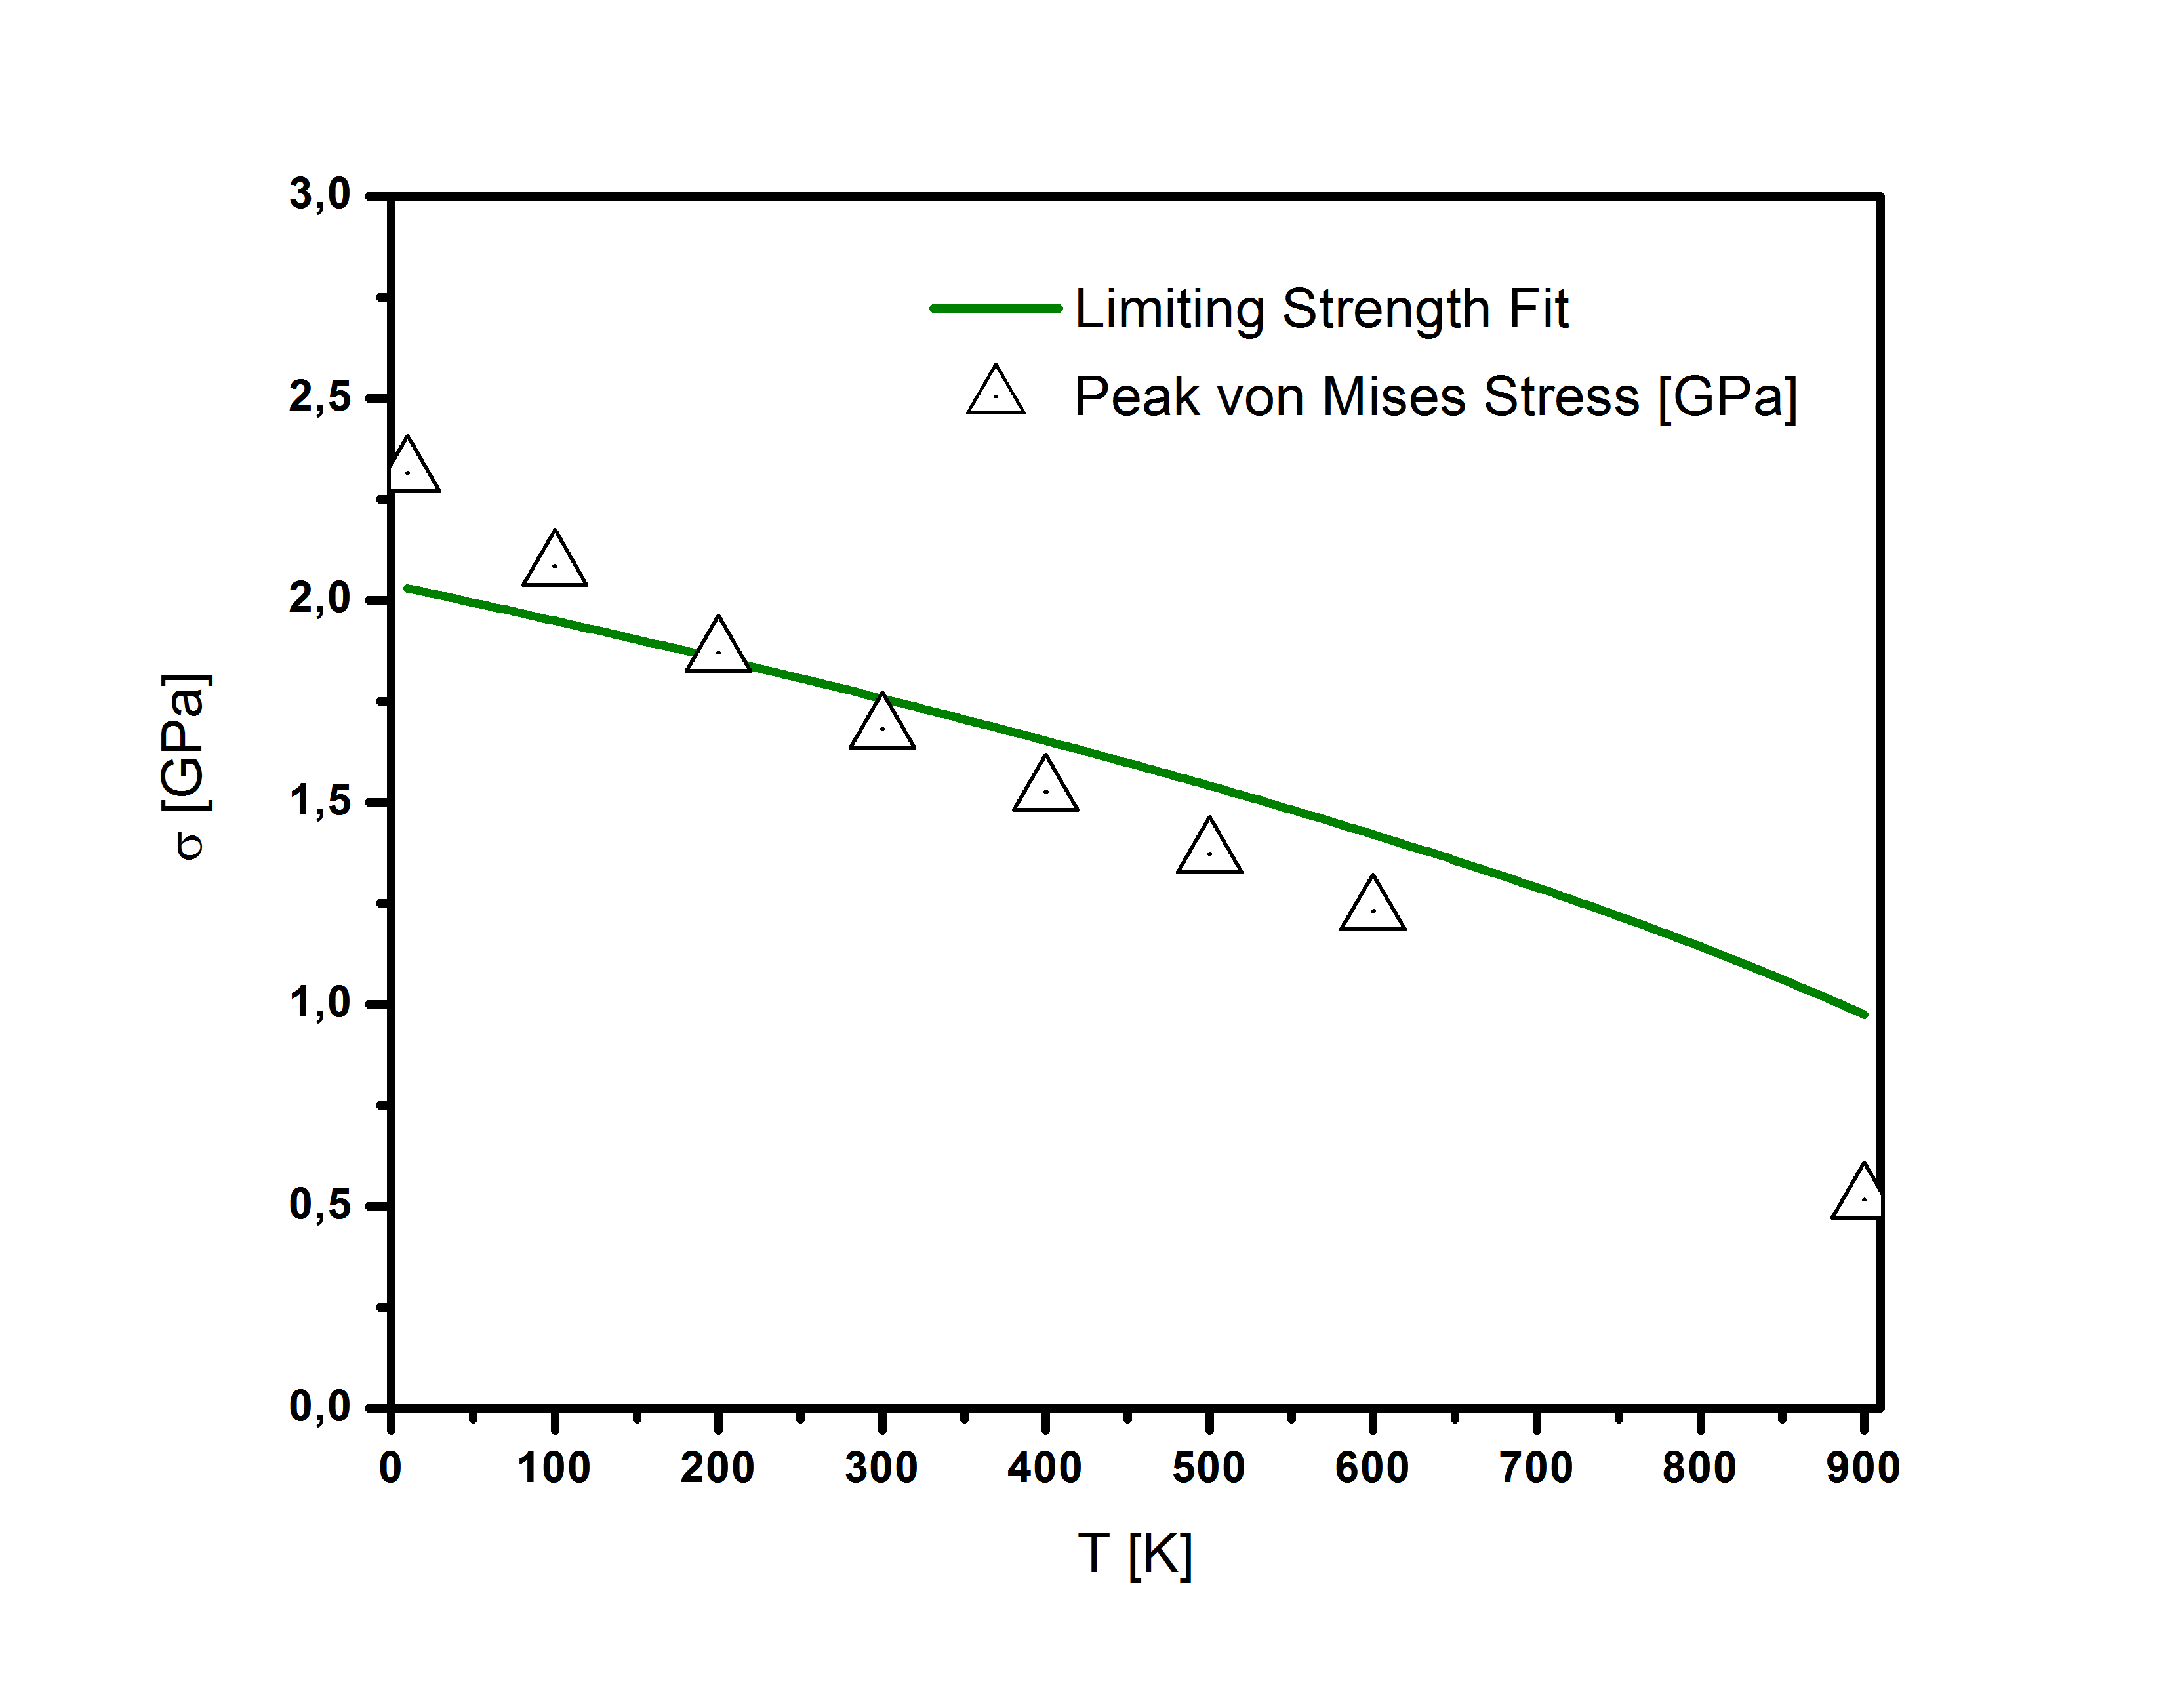 3,0
2,5
2,0
1,5
1,0
0,5
0,0
σ [GPa]
Limiting Strength Fit
Peak von Mises Stress [GPa]
0 100 200 300 400 500 600 700 800 900
T [K]